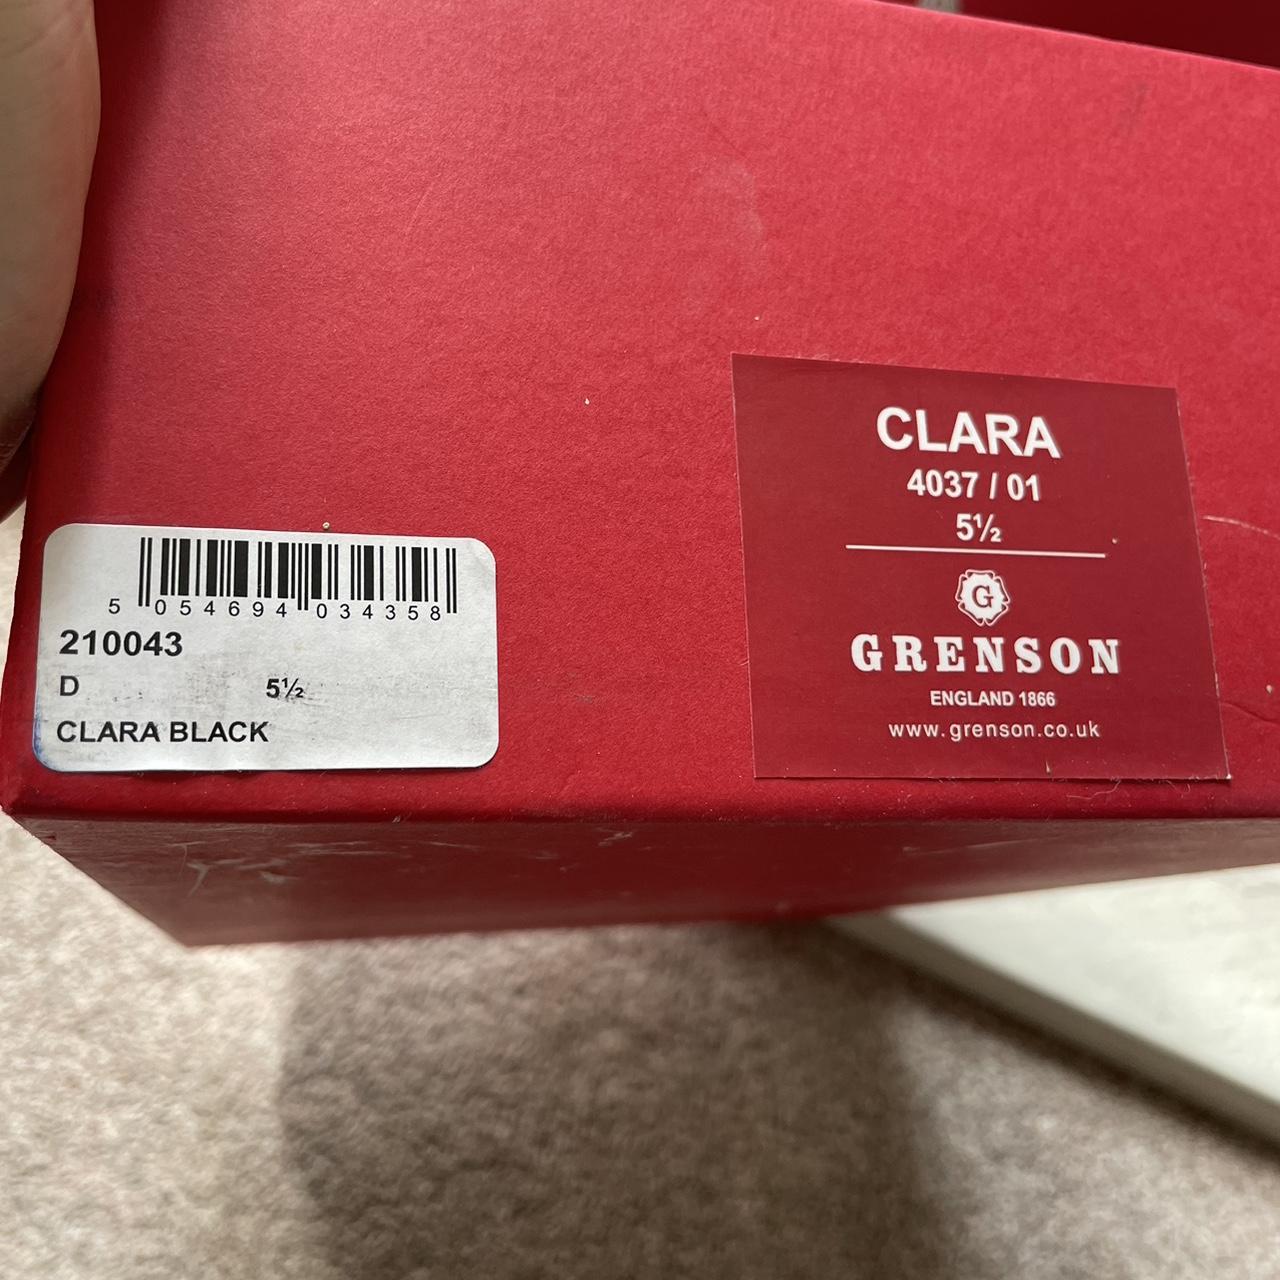 5 054694 034358
210043
D 5½
CLARA BLACK
CLARA
4037 / 01
5½
G
GRENSON
ENGLAND 1866
www.grenson.co.uk